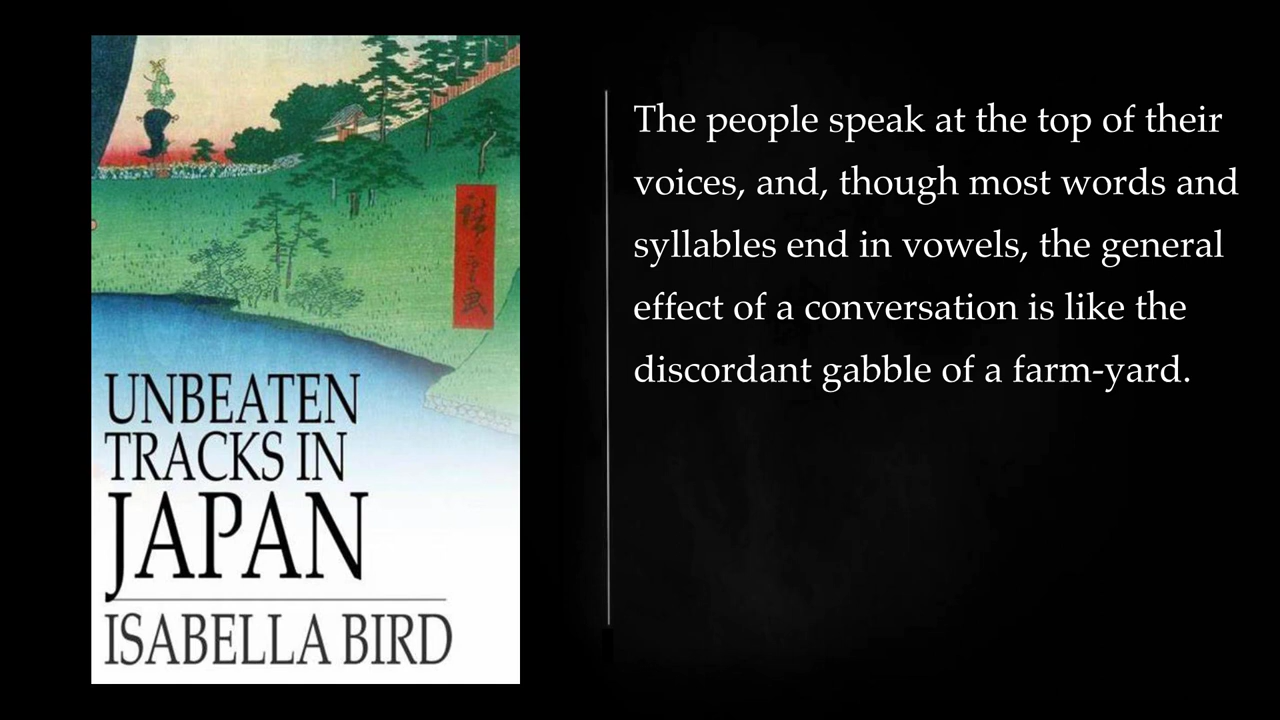 UNBEATEN
TRACKS IN
JAPAN
ISABELLA BIRD
The people speak at the top of their
voices, and, though most words and
syllables end in vowels, the general
effect of a conversation is like the
discordant gabble of a farm-yard.